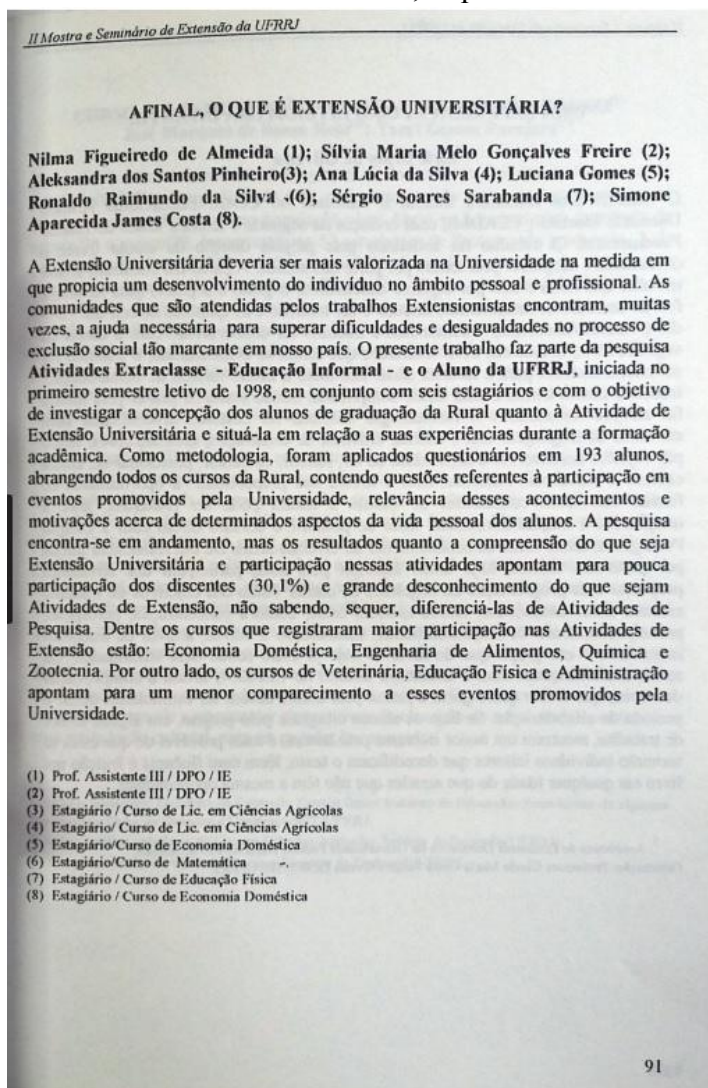 II Mostra e Seminário de Extensão da UFRRJ
AFINAL, O QUE É EXTENSÃO UNIVERSITÁRIA?
Nilma Figueiredo de Almeida (1); Sílvia Maria Melo Gonçalves Freire (2);
Aleksandra dos Santos Pinheiro(3); Ana Lúcia da Silva (4); Luciana Gomes (5);
Ronaldo Raimundo da Silva (6); Sérgio Soares Sarabanda (7); Simone
Aparecida James Costa (8).
A Extensão Universitária deveria ser mais valorizada na Universidade na medida em
que propicia um desenvolvimento do indivíduo no âmbito pessoal e profissional. As
comunidades que são atendidas pelos trabalhos Extensionistas encontram, muitas
vezes, a ajuda necessária para superar dificuldades e desigualdades no processo de
exclusão social tão marcante em nosso país. O presente trabalho faz parte da pesquisa
Atividades Extraclasse - Educação Informal - e o Aluno da UFRRJ, iniciada no
primeiro semestre letivo de 1998, em conjunto com seis estagiários e com o objetivo
de investigar a concepção dos alunos de graduação da Rural quanto à Atividade de
Extensão Universitária e situá-la em relação a suas experiências durante a formação
acadêmica. Como metodologia, foram aplicados questionários em 193 alunos,
abrangendo todos os cursos da Rural, contendo questões referentes à participação em
eventos promovidos pela Universidade, relevância desses acontecimentos e
motivações acerca de determinados aspectos da vida pessoal dos alunos. A pesquisa
encontra-se em andamento, mas os resultados quanto a compreensão do que seja
Extensão Universitária e participação nessas atividades apontam para pouca
participação dos discentes (30,1%) e grande desconhecimento do que sejam
Atividades de Extensão, não sabendo, sequer, diferenciá-las de Atividades de
Pesquisa. Dentre os cursos que registraram maior participação nas Atividades de
Extensão estão: Economia Doméstica, Engenharia de Alimentos, Química e
Zootecnia. Por outro lado, os cursos de Veterinária, Educação Física e Administração
apontam para um menor comparecimento a esses eventos promovidos pela
Universidade.
(1) Prof. Assistente III / DPO / IE
(2) Prof. Assistente III / DPO / IE
(3) Estagiário / Curso de Lic. em Ciências Agrícolas
(4) Estagiário/ Curso de Lic. em Ciências Agrícolas
(5) Estagiário/Curso de Economia Doméstica
(6) Estagiário/Curso de Matemática
(7) Estagiário / Curso de Educação Física
(8) Estagiário / Curso de Economia Doméstica
91